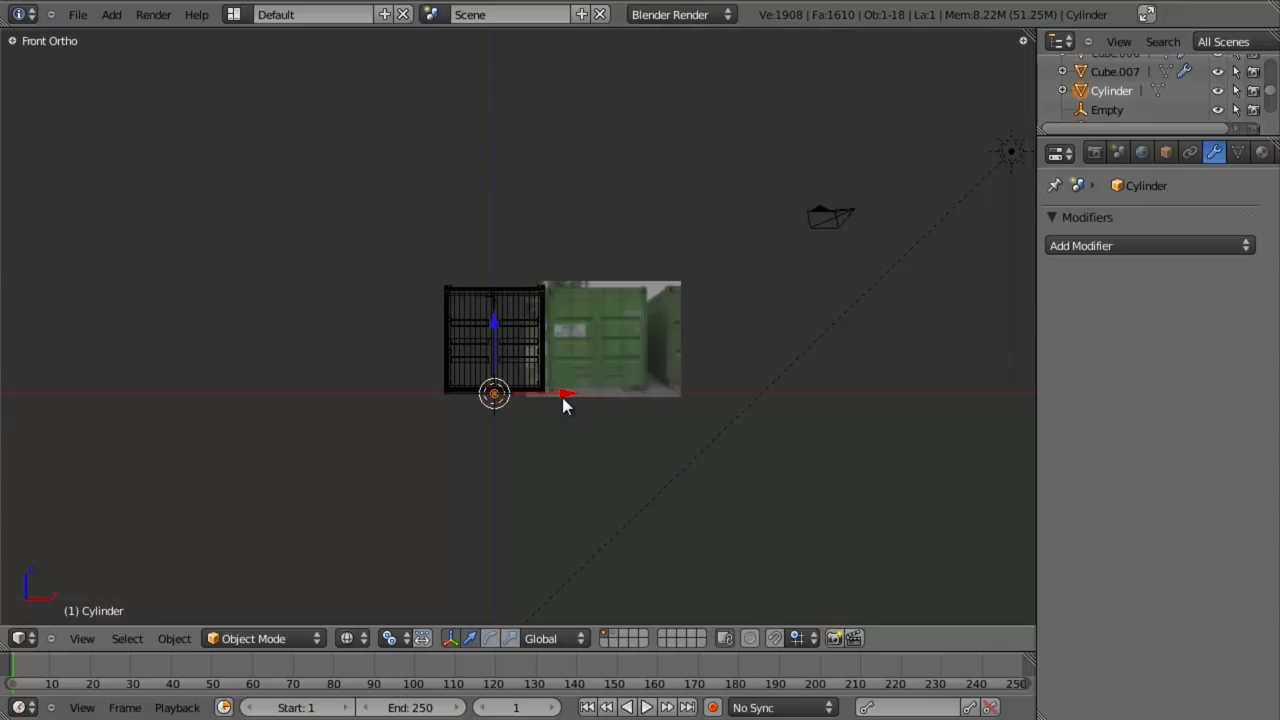 File Add Render Help Default Scene Blender Render Ve:1908 | Fa:1610 | Ob:1-18 | La:1 | Mem:8.22M (51.25M) | Cylinder
Front Ortho
View Search All Scenes
Cube.007
Cylinder
Empty
Cylinder
Modifiers
Add Modifier
(1) Cylinder
View Select Object Object Mode Global
10 20 30 40 50 60 70 80 90 100 110 120 130 140 150 160 170 180 190 200 210 220 230 240 250
View Frame Playback Start: 1 End: 250 1 No Sync